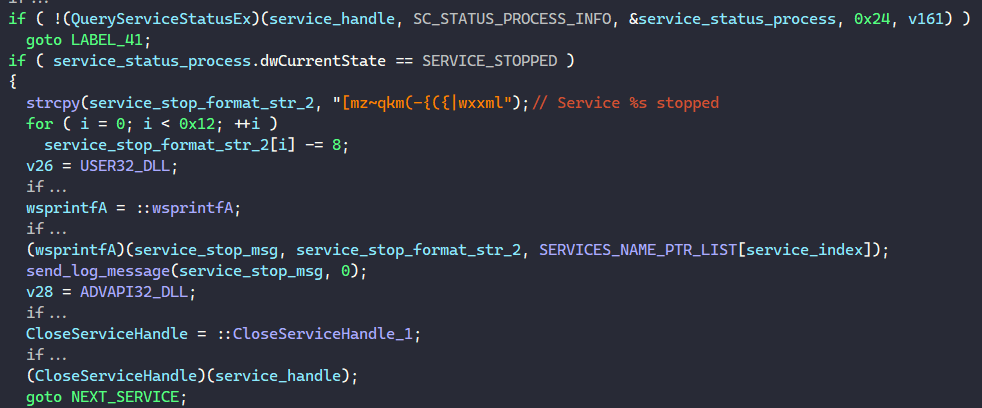 if ...
if ( !(QueryServiceStatusEx)(service_handle, SC_STATUS_PROCESS_INFO, &service_status_process, 0x24, v161) )
  goto LABEL_41;
if ( service_status_process.dwCurrentState == SERVICE_STOPPED )
{
  strcpy(service_stop_format_str_2, "[mz~qkm(-{({|wxxml");// Service %s stopped
  for ( i = 0; i < 0x12; ++i )
    service_stop_format_str_2[i] -= 8;
  v26 = USER32_DLL;
  if ...
  wsprintfA = ::wsprintfA;
  if ...
  (wsprintfA)(service_stop_msg, service_stop_format_str_2, SERVICES_NAME_PTR_LIST[service_index]);
  send_log_message(service_stop_msg, 0);
  v28 = ADVAPI32_DLL;
  if ...
  CloseServiceHandle = ::CloseServiceHandle_1;
  if ...
  (CloseServiceHandle)(service_handle);
  goto NEXT_SERVICE;